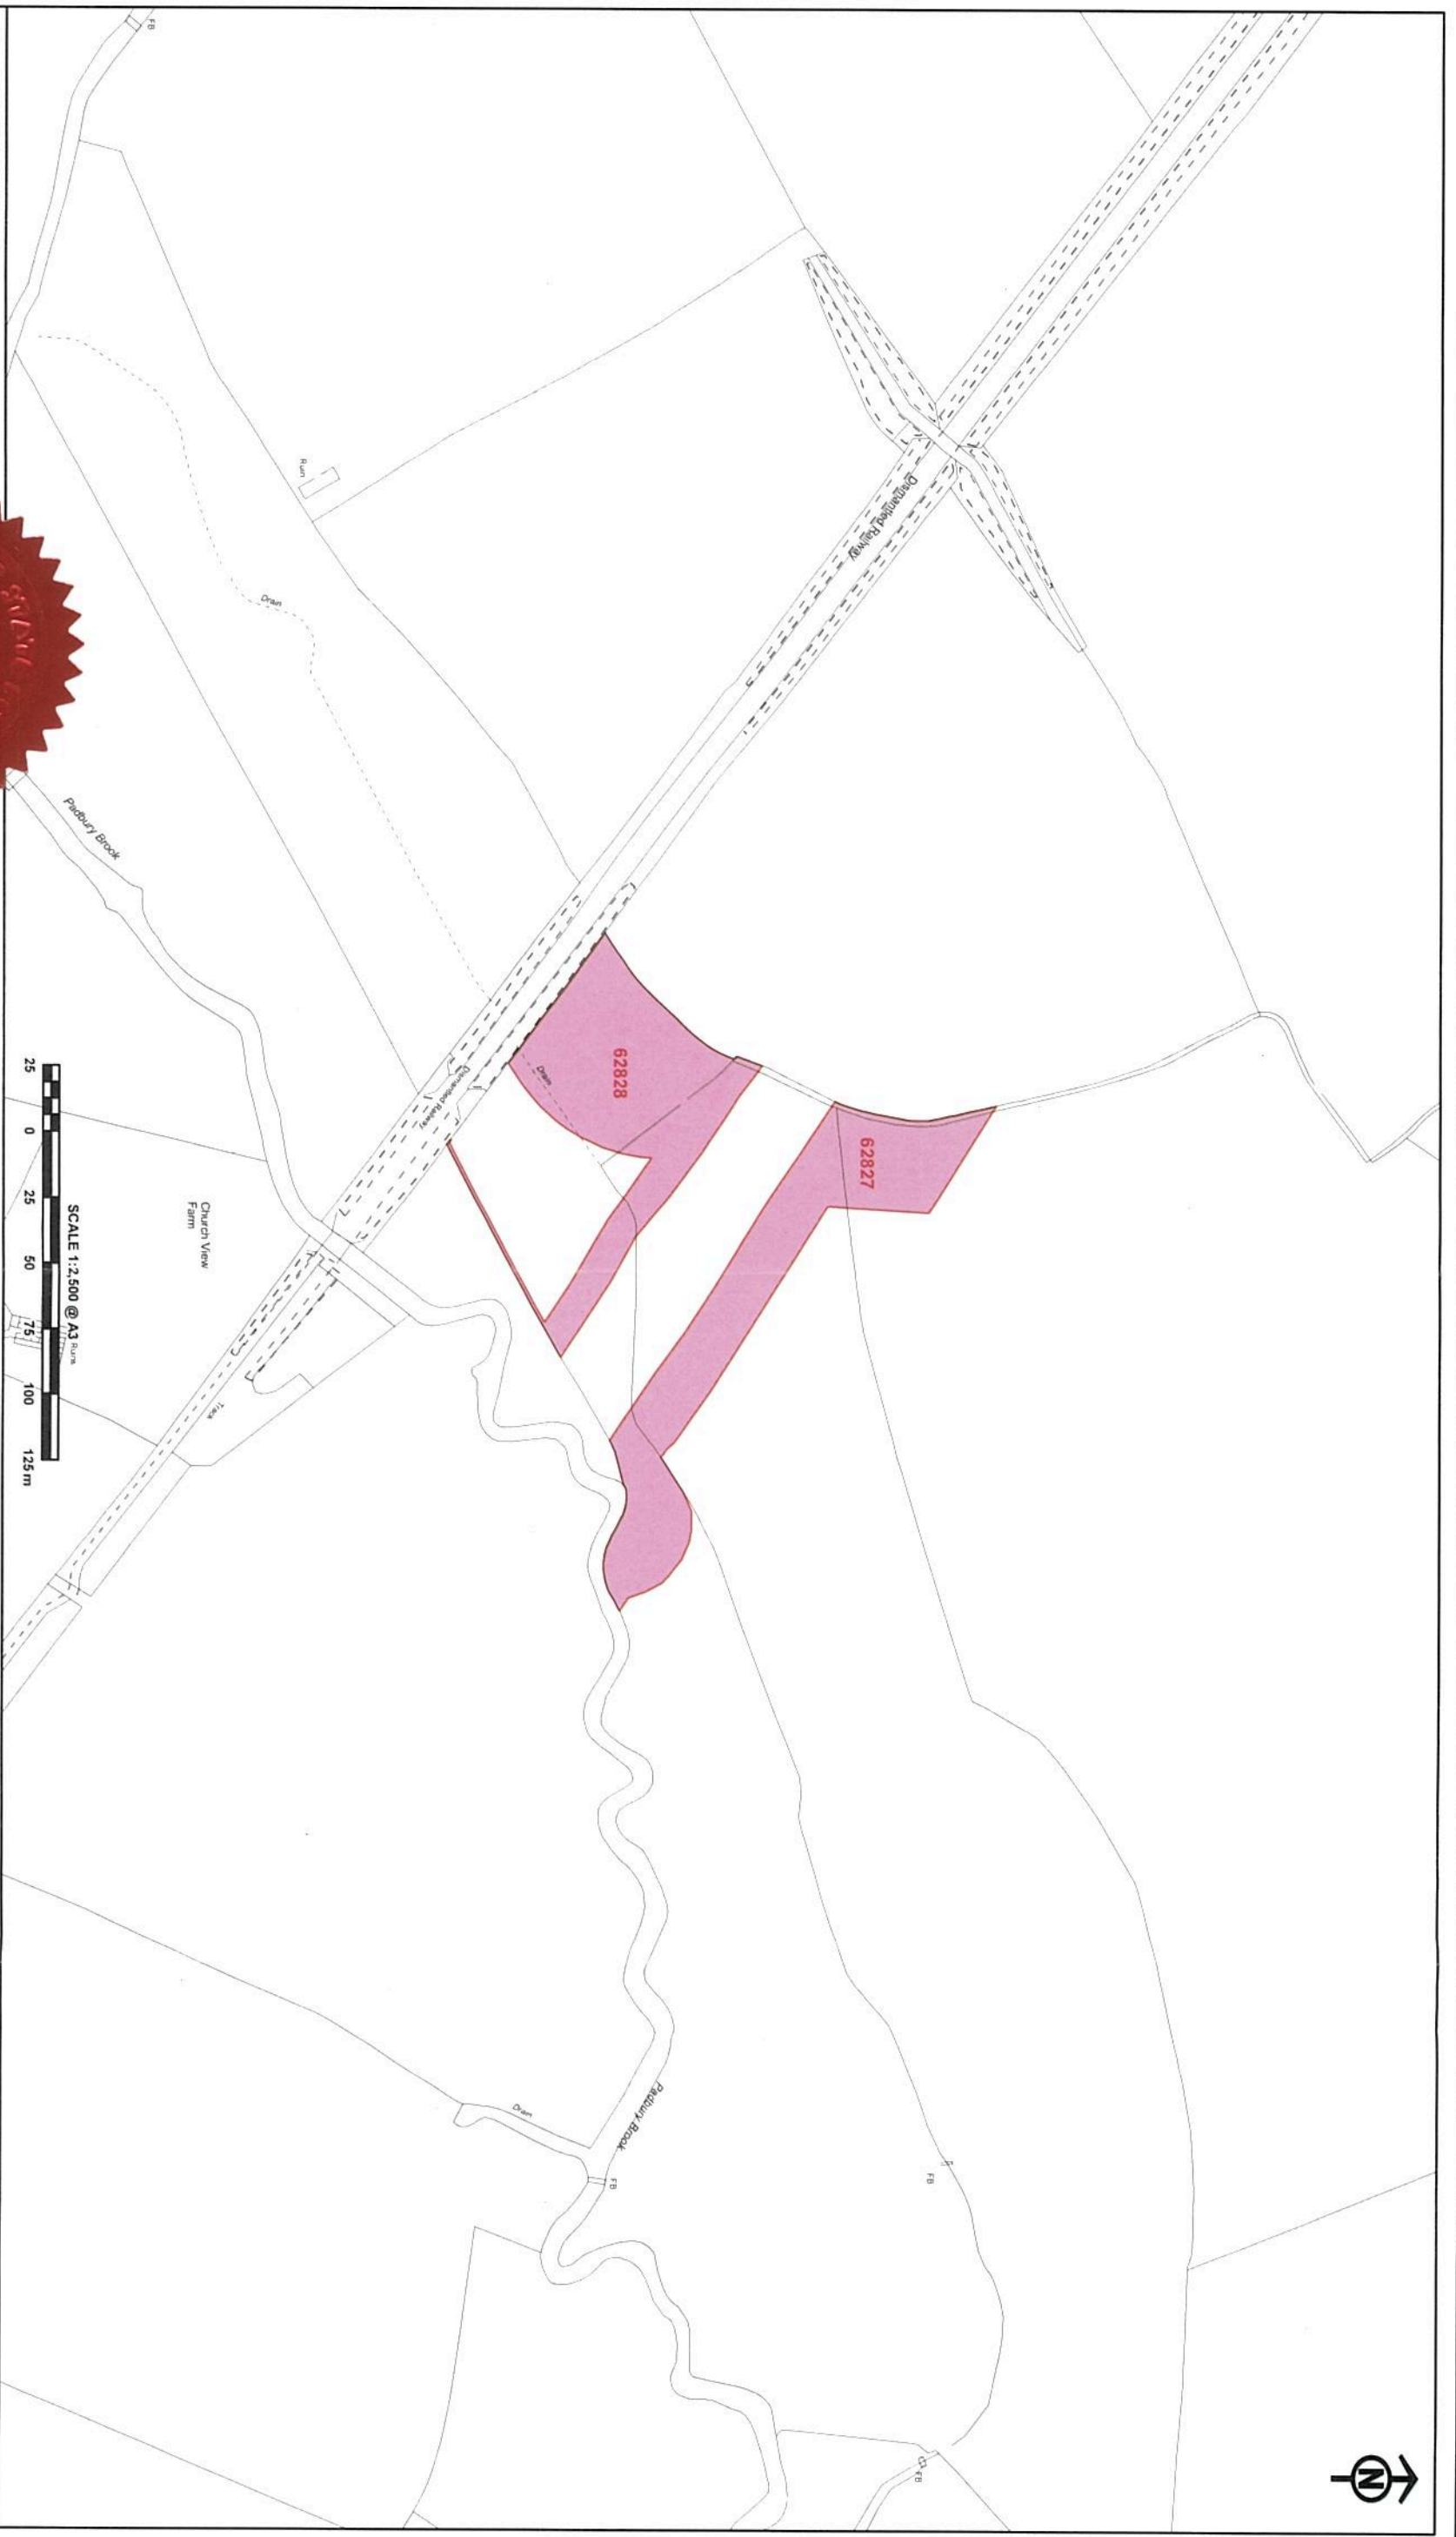 FB
Ruin
Drain
Dismantled Railway
Padbury Brook
62828
Drain
62827
Dismantled Railway
Church View
Farm
Track
SCALE 1:2,500 @ A3
Ruins
25 0 25 50 75 100 125 m
Drain
Padbury Brook
FB
FB
FB
N